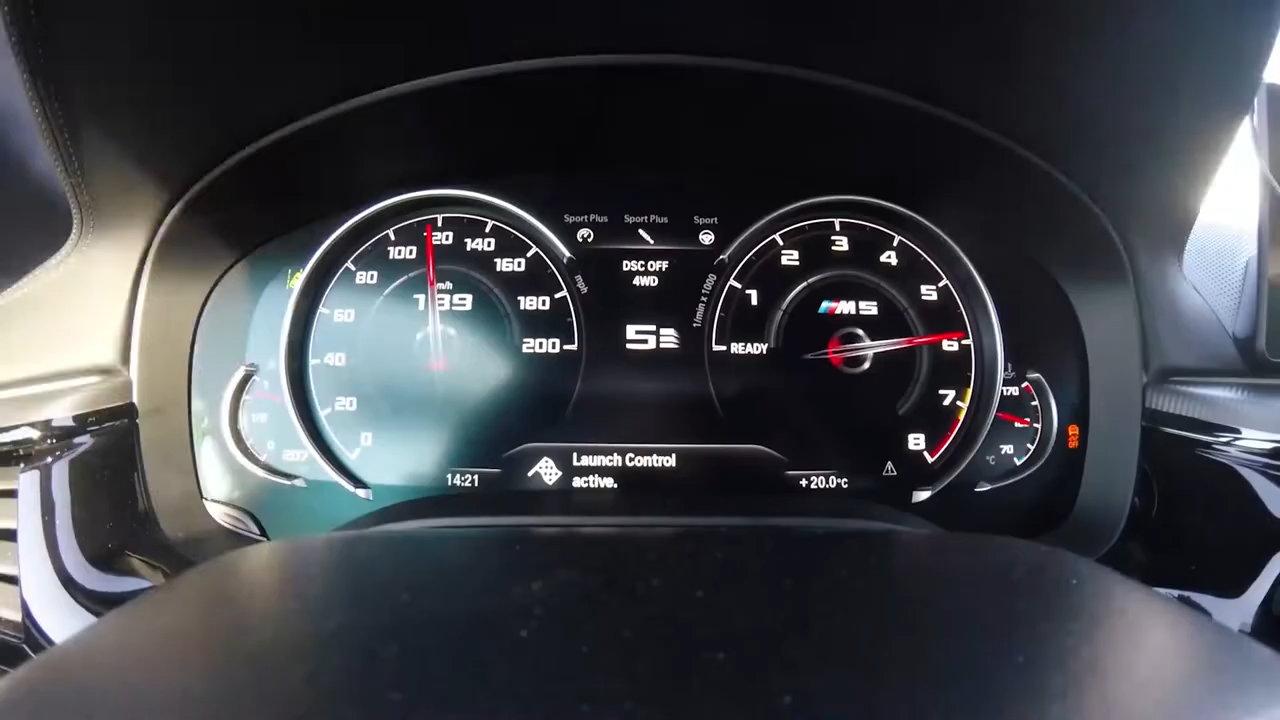 Sport Plus
Sport Plus
Sport
DSC OFF
4WD
5
0
20
40
60
80
100
120
140
160
180
200
mph
km/h
READY
1
2
3
4
5
6
7
8
1/min x 1000
M5
Launch Control
active.
14:21
+20.0°C
0
170
70
°C